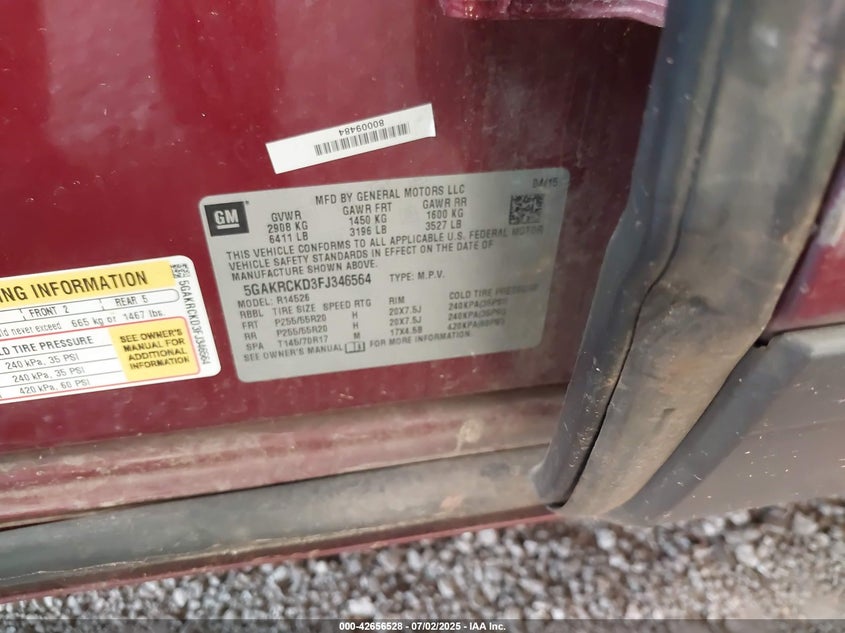 80009484
GM
MFD BY GENERAL MOTORS LLC
04/15
GVWR GAWR FRT GAWR RR
2908 KG 1450 KG 1600 KG
6411 LB 3196 LB 3527 LB
THIS VEHICLE CONFORMS TO ALL APPLICABLE U.S. FEDERAL MOTOR
VEHICLE SAFETY STANDARDS IN EFFECT ON THE DATE OF
MANUFACTURE SHOWN ABOVE.
5GAKRCKD3FJ346564 TYPE: M.P.V.
MODEL: R14526
RBBL TIRE SIZE SPEED RTG RIM COLD TIRE PRESSURE
FRT P255/55R20 H 20X7.5J 240KPA(35PSI)
RR P255/55R20 H 20X7.5J 240KPA(35PSI)
SPA T145/70R17 M 17X4.5B 420KPA(60PSI)
SEE OWNER'S MANUAL FOR MORE INFORMATION.
ING INFORMATION
FRONT 2 REAR 5
ld never exceed 665 kg or 1467 lbs.
LD TIRE PRESSURE
240 kPa, 35 PSI
240 kPa, 35 PSI
420 kPa, 60 PSI
SEE OWNER'S
MANUAL FOR
ADDITIONAL
INFORMATION
5GAKRCKD3FJ346564
000-42656528 - 07/02/2025 - IAA Inc.